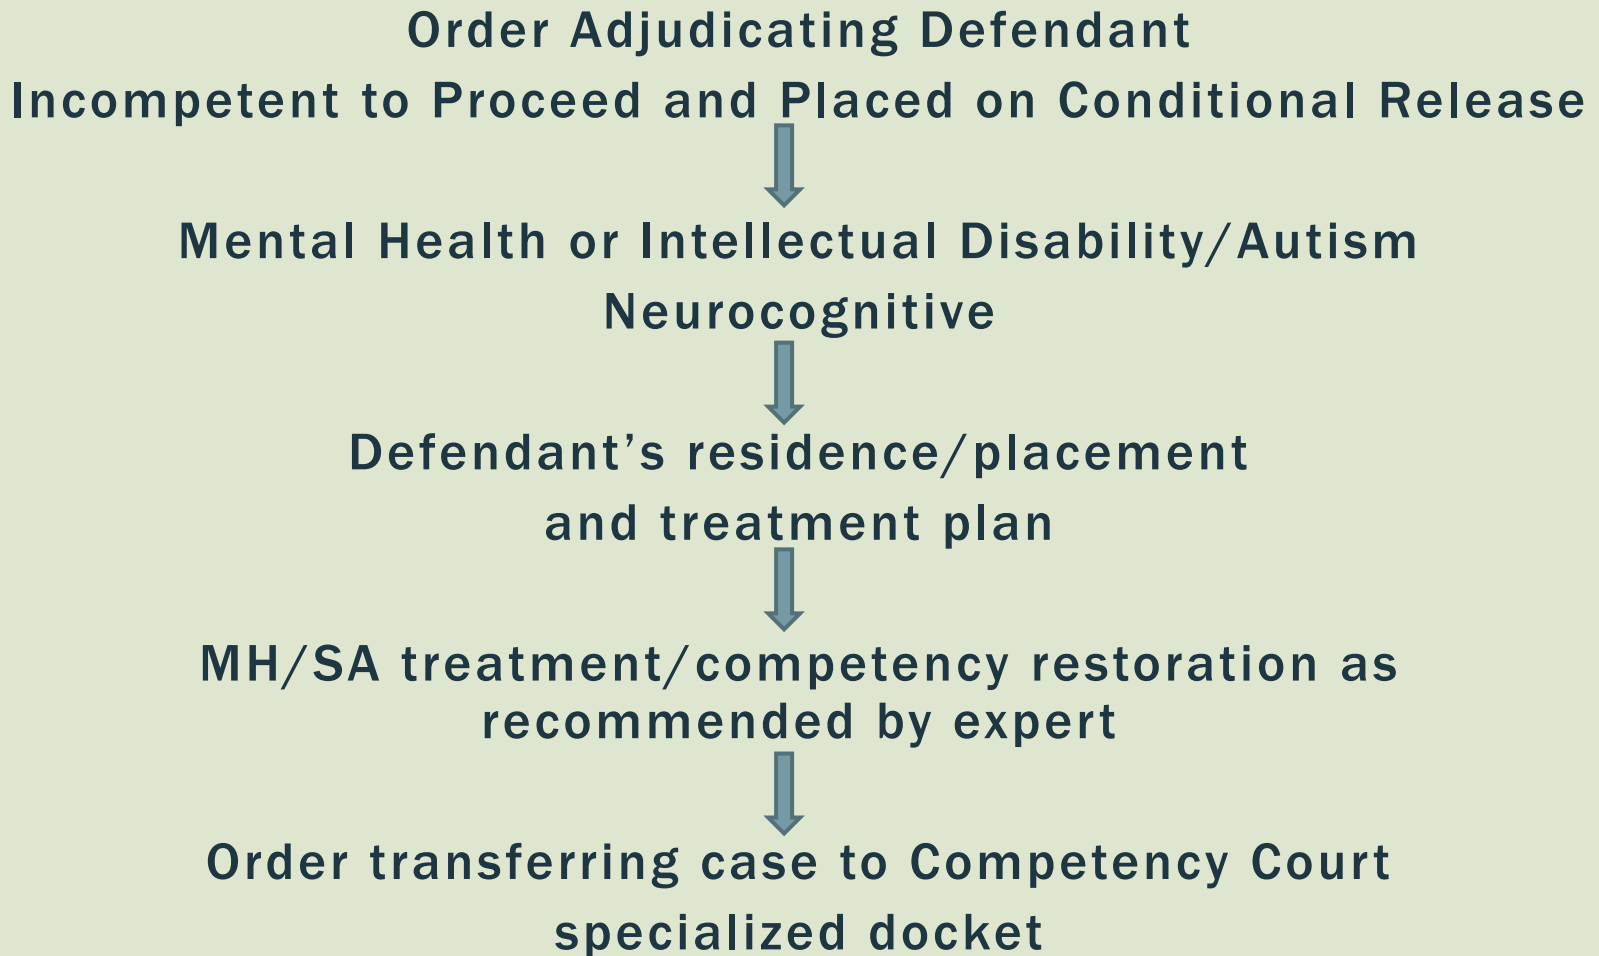 Order Adjudicating Defendant
Incompetent to Proceed and Placed on Conditional Release
Mental Health or Intellectual Disability/Autism
Neurocognitive
Defendant’s residence/placement
and treatment plan
MH/SA treatment/competency restoration as
recommended by expert
Order transferring case to Competency Court
specialized docket